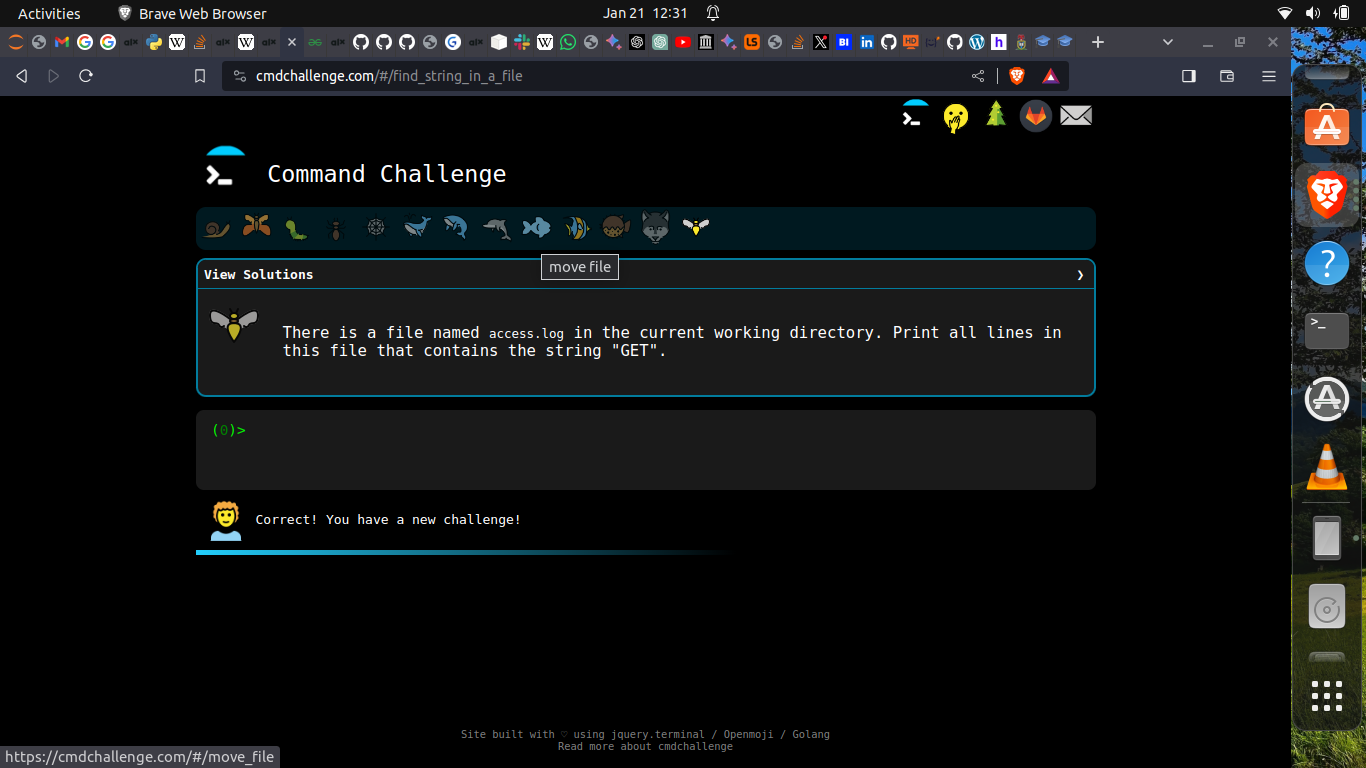 Activities
Brave Web Browser
Jan 21 12:31
cmdchallenge.com/#/find_string_in_a_file
Command Challenge
View Solutions
move file
There is a file named access.log in the current working directory. Print all lines in
this file that contains the string "GET".
(0)>
Correct! You have a new challenge!
Site built with ♡ using jquery.terminal / Openmoji / Golang
Read more about cmdchallenge
https://cmdchallenge.com/#/move_file